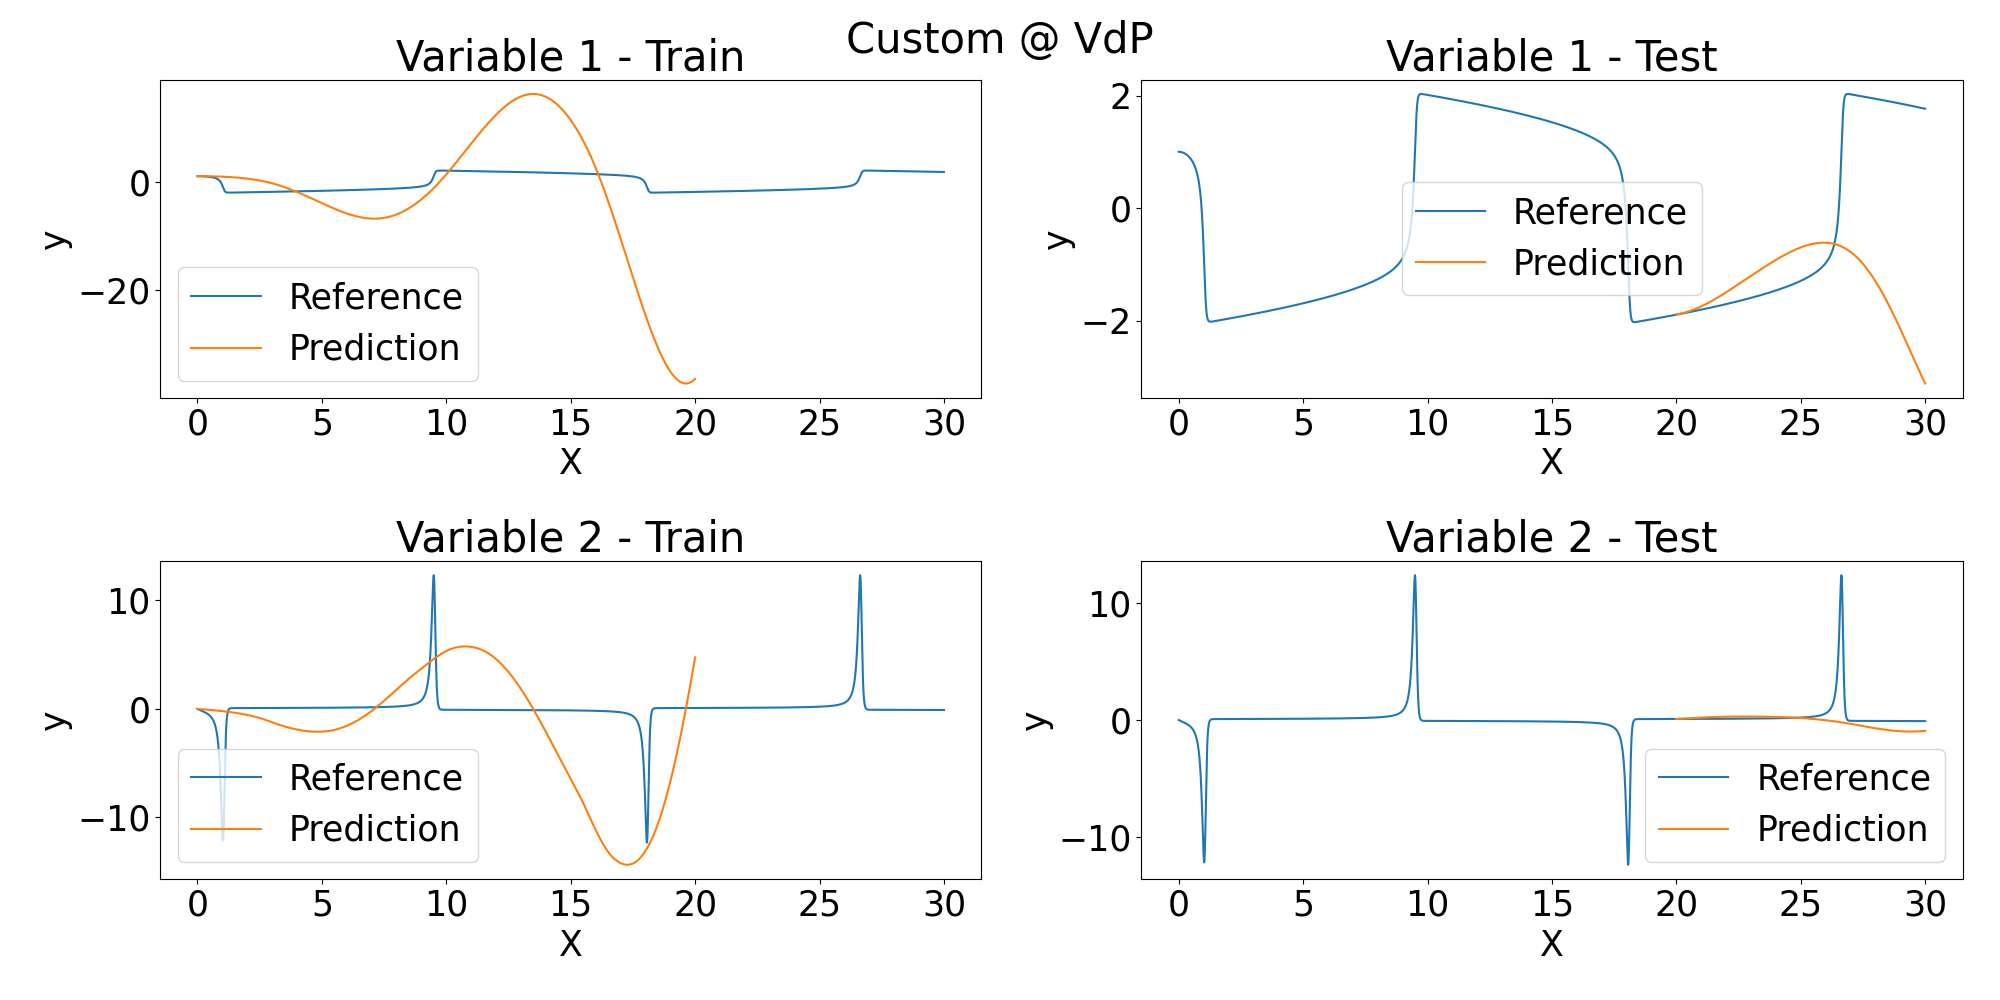 Custom @ VdP
Variable 1 - Train
0
−20
y
Reference
Prediction
0 5 10 15 20 25 30
X
Variable 1 - Test
2
0
−2
y
Reference
Prediction
0 5 10 15 20 25 30
X
Variable 2 - Train
10
0
−10
y
Reference
Prediction
0 5 10 15 20 25 30
X
Variable 2 - Test
10
0
−10
y
Reference
Prediction
0 5 10 15 20 25 30
X